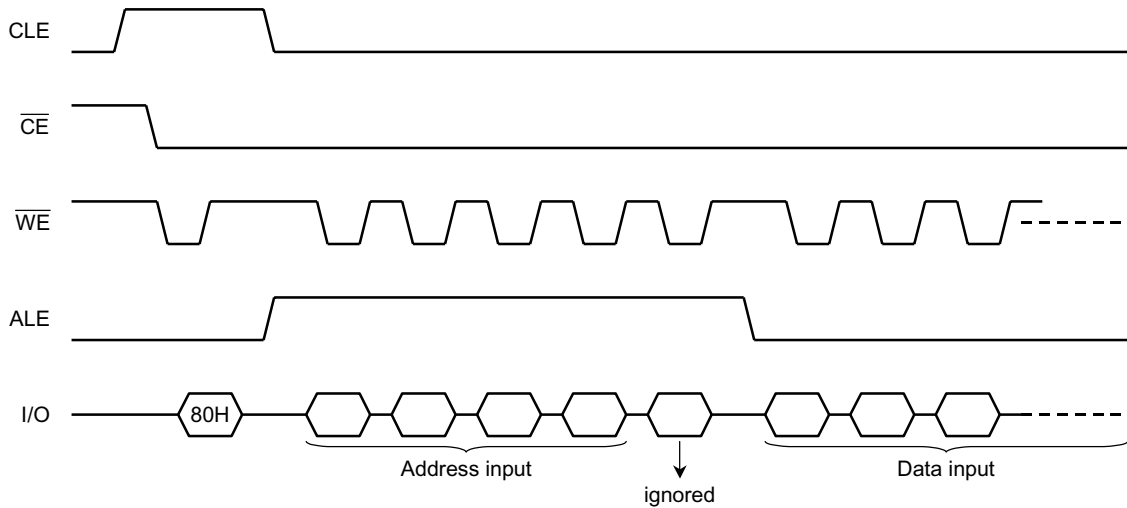 CLE
CE
WE
ALE
I/O
80H
Address input
Data input
ignored